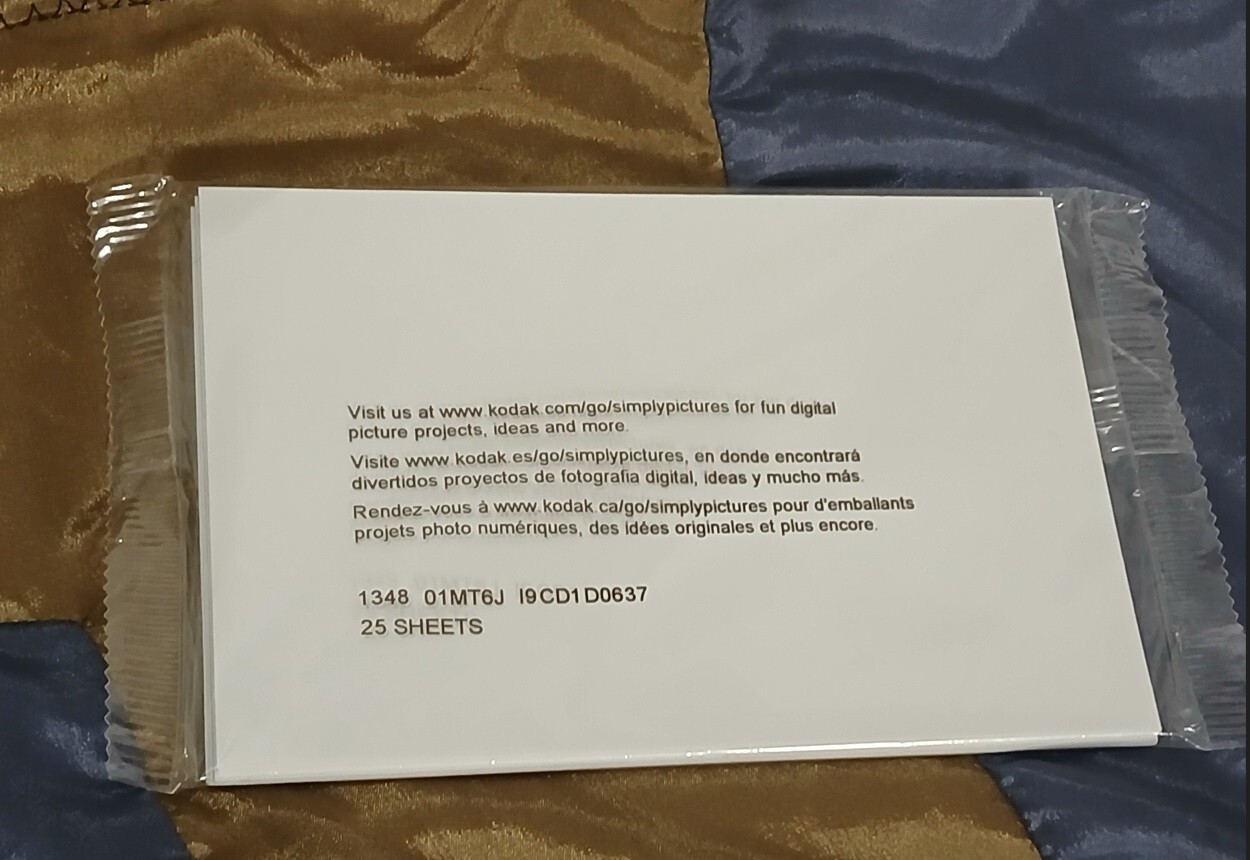 Visit us at www.kodak.com/go/simplypictures for fun digital
picture projects, ideas and more.
Visite www.kodak.es/go/simplypictures, en donde encontrará
divertidos proyectos de fotografia digital, ideas y mucho más.
Rendez-vous à www.kodak.ca/go/simplypictures pour d'emballants
projets photo numériques, des idées originales et plus encore.
1348 01MT6J I9CD1D0637
25 SHEETS